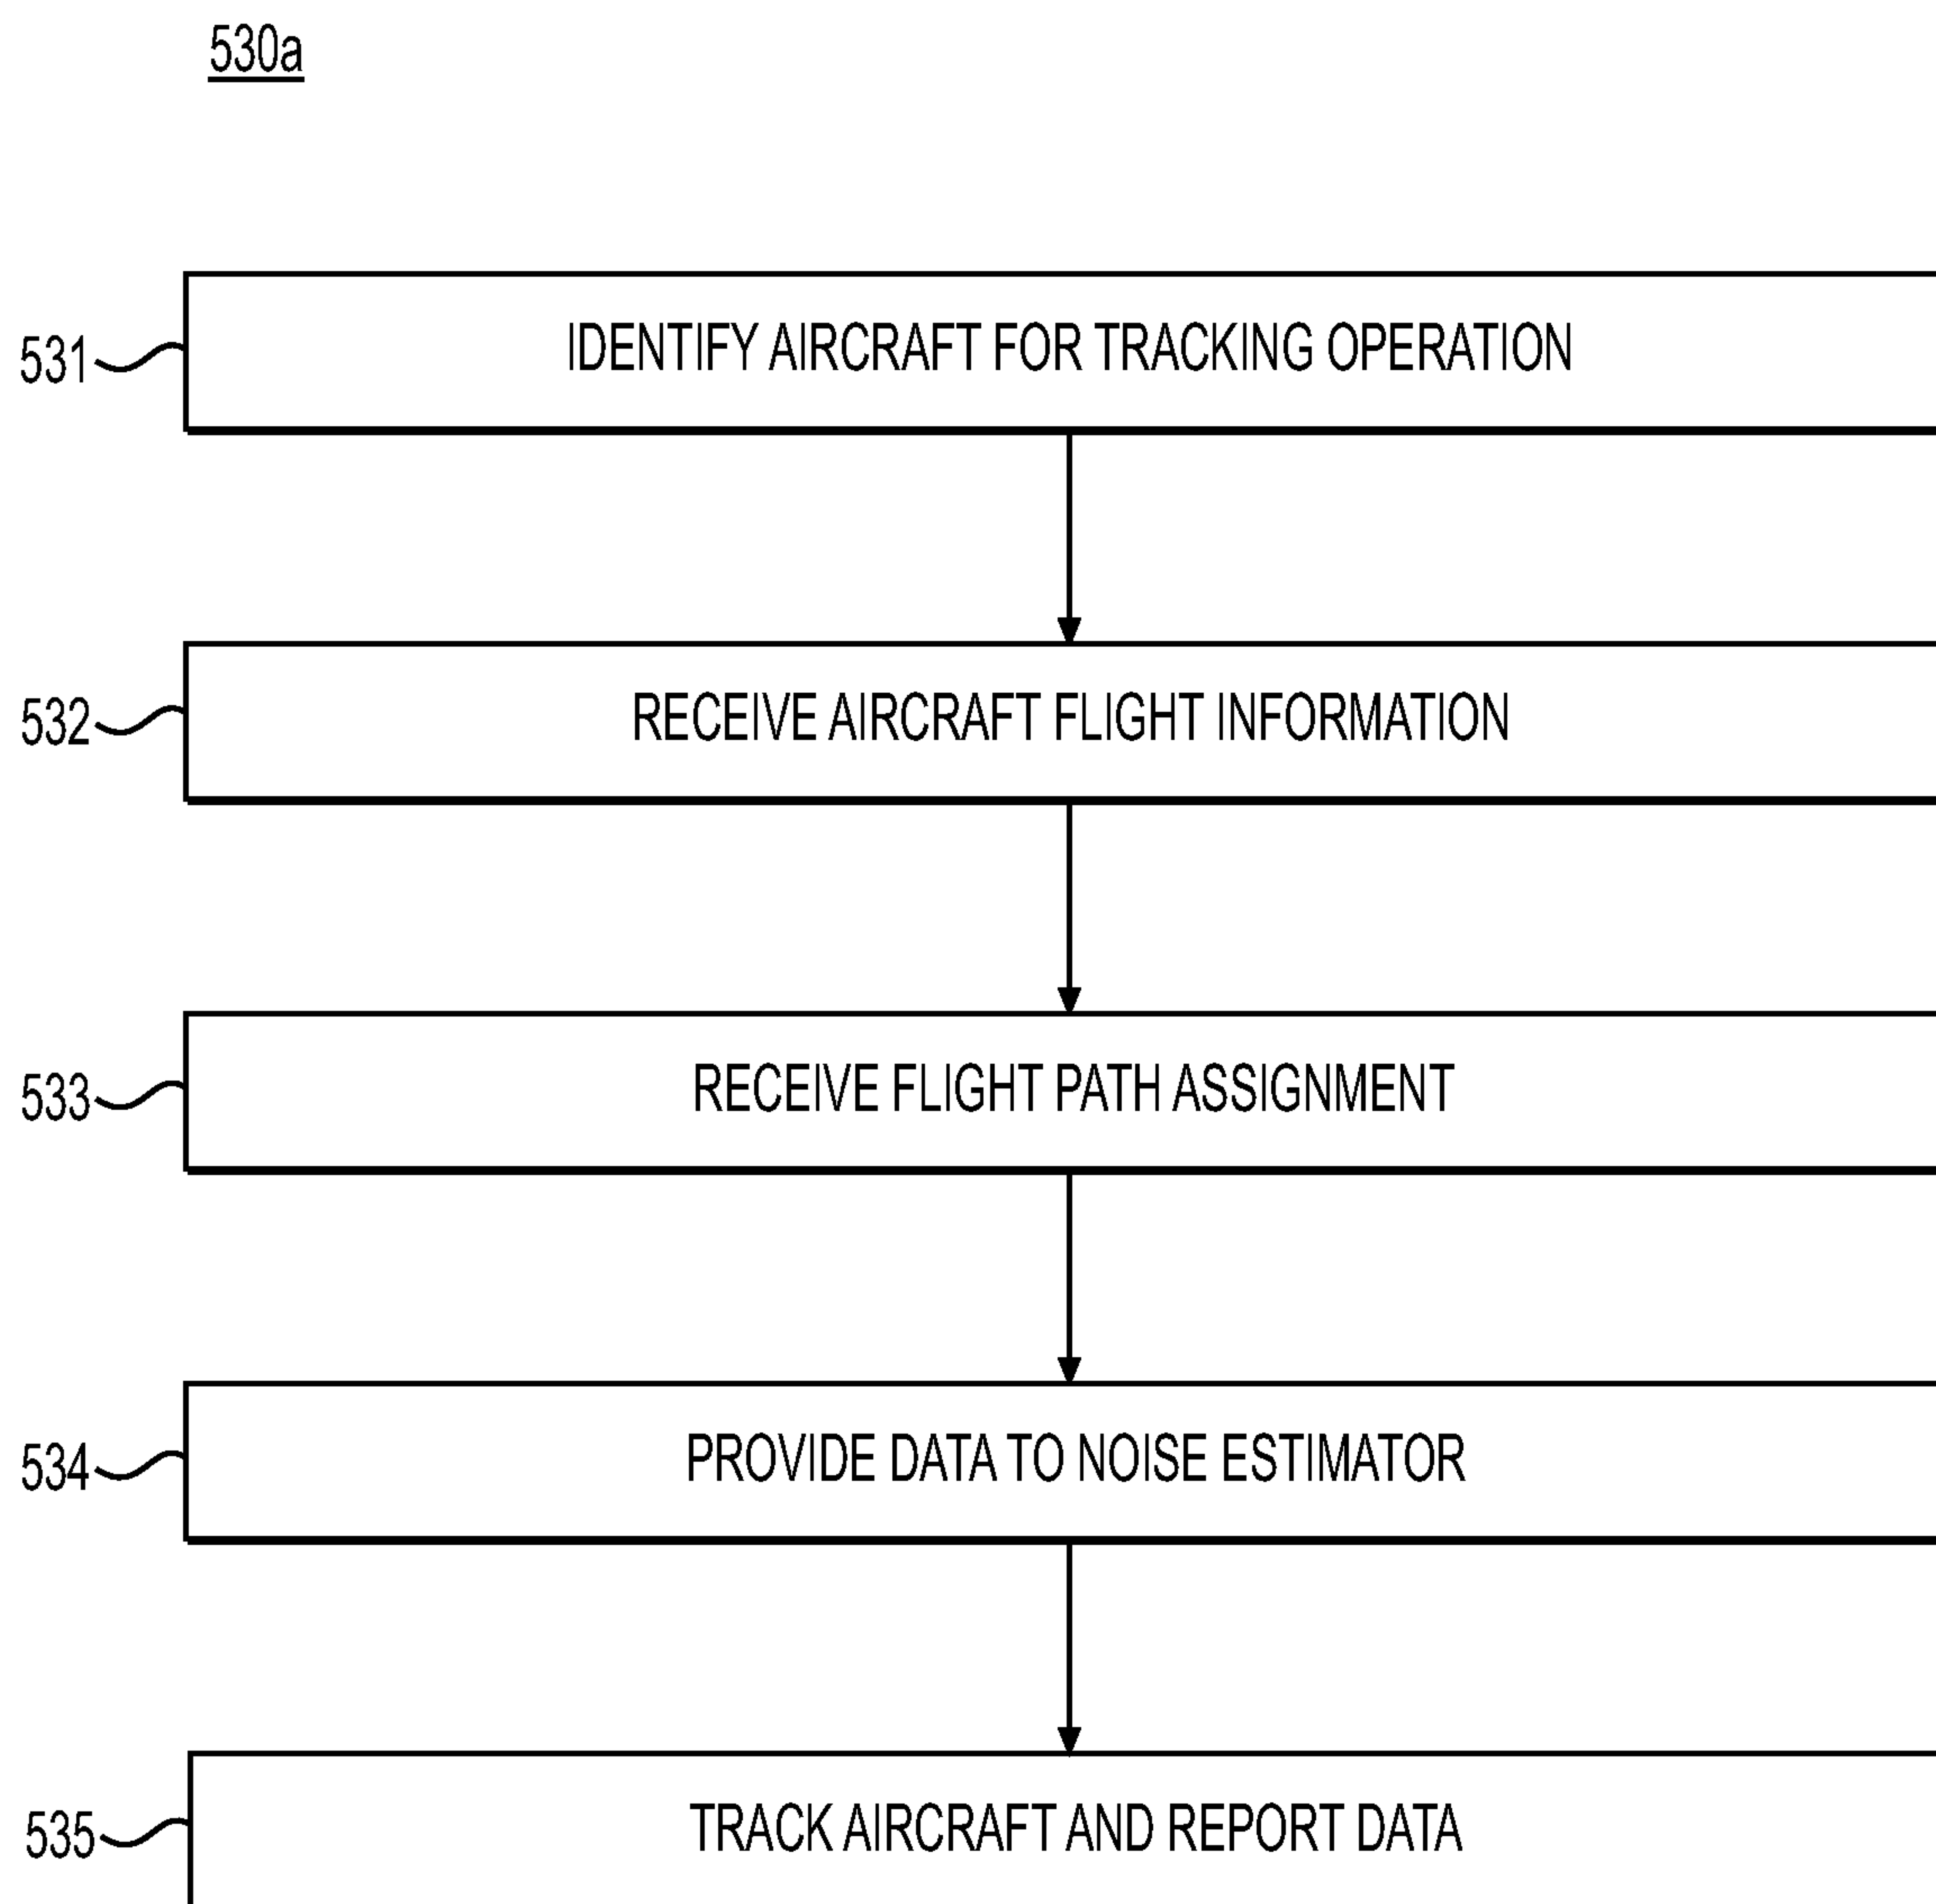 530a
531 IDENTIFY AIRCRAFT FOR TRACKING OPERATION
532 RECEIVE AIRCRAFT FLIGHT INFORMATION
533 RECEIVE FLIGHT PATH ASSIGNMENT
534 PROVIDE DATA TO NOISE ESTIMATOR
535 TRACK AIRCRAFT AND REPORT DATA